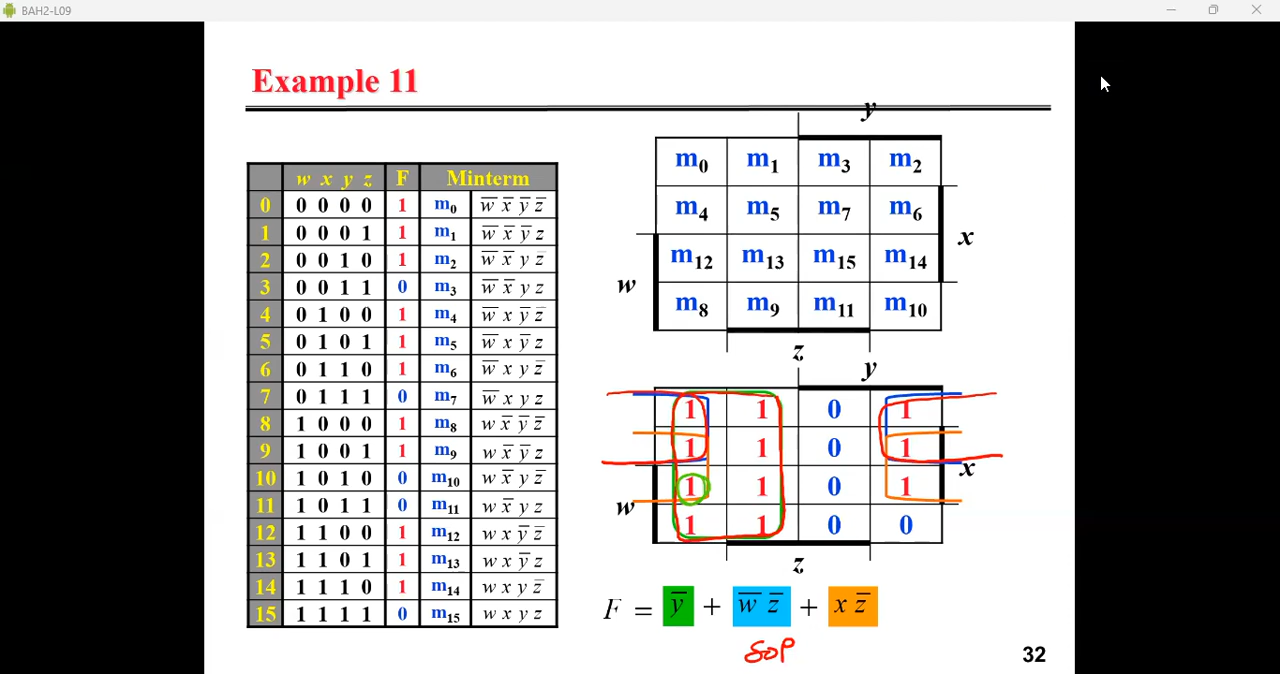 BAH2-L09
Example 11
w x y z F Minterm
0 0 0 0 0 1 m₀ w̅ x̅ y̅ z̅
1 0 0 0 1 1 m₁ w̅ x̅ y̅ z
2 0 0 1 0 1 m₂ w̅ x̅ y z̅
3 0 0 1 1 0 m₃ w̅ x̅ y z
4 0 1 0 0 1 m₄ w̅ x y̅ z̅
5 0 1 0 1 1 m₅ w̅ x y̅ z
6 0 1 1 0 1 m₆ w̅ x y z̅
7 0 1 1 1 0 m₇ w̅ x y z
8 1 0 0 0 1 m₈ w x̅ y̅ z̅
9 1 0 0 1 1 m₉ w x̅ y̅ z
10 1 0 1 0 0 m₁₀ w x̅ y z̅
11 1 0 1 1 0 m₁₁ w x̅ y z
12 1 1 0 0 1 m₁₂ w x y̅ z̅
13 1 1 0 1 1 m₁₃ w x y̅ z
14 1 1 1 0 1 m₁₄ w x y z̅
15 1 1 1 1 0 m₁₅ w x y z
y
m₀ m₁ m₃ m₂
m₄ m₅ m₇ m₆
x
m₁₂ m₁₃ m₁₅ m₁₄
w
m₈ m₉ m₁₁ m₁₀
z
y
1 1 0 1
1 1 0 1
x
1 1 0 1
w
1 1 0 0
z
F = y̅ + w̅ z̅ + x z̅
SOP
32